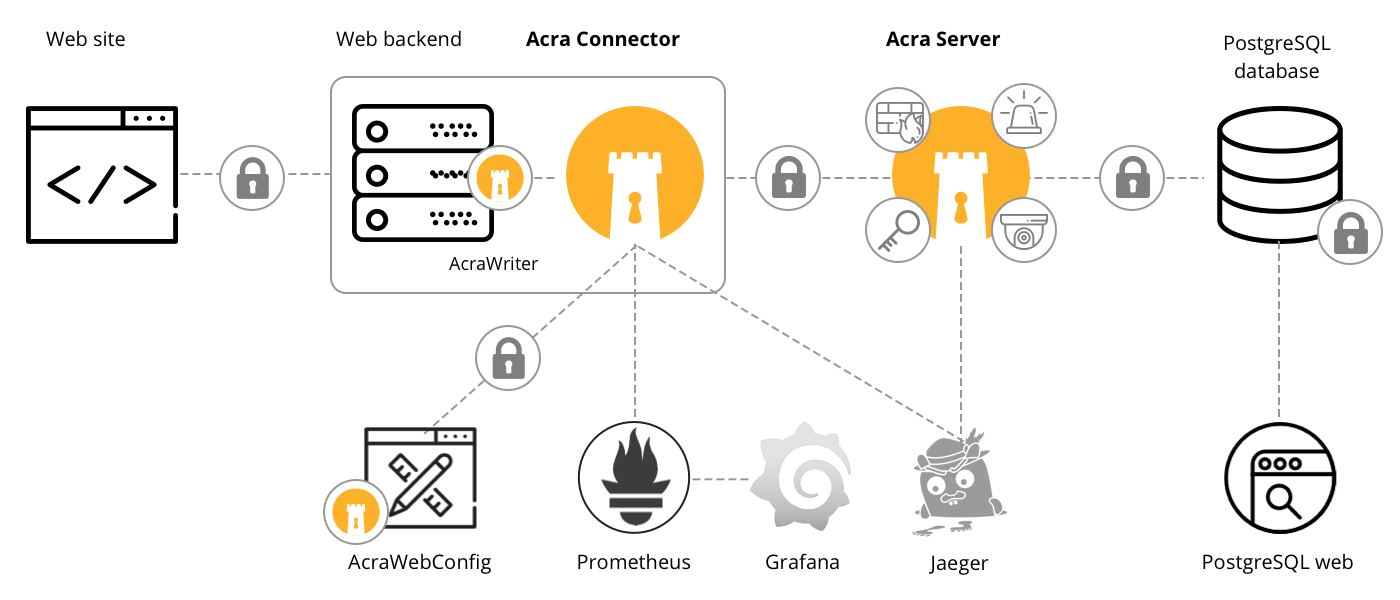 Web site
Web backend
Acra Connector
Acra Server
PostgreSQL
database
AcraWriter
AcraWebConfig
Prometheus
Grafana
Jaeger
PostgreSQL web